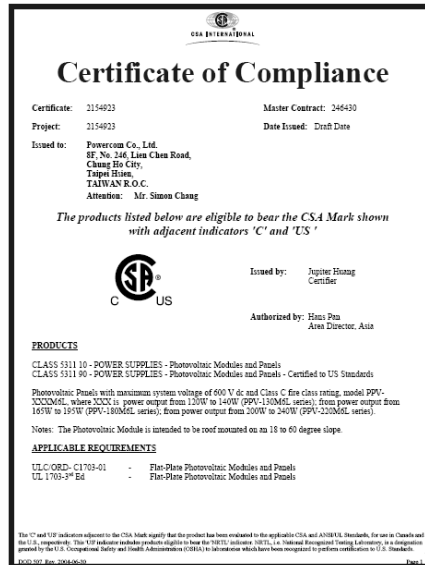 CSA INTERNATIONAL
Certificate of Compliance
Certificate: 2154923 Master Contract: 246430
Project: 2154923 Date Issued: Draft Date
Issued to: Powercom Co., Ltd.
8F, No. 246, Lien Chen Road,
Chung Ho City,
Taipei Hsien,
TAIWAN R.O.C.
Attention: Mr. Simon Chang
The products listed below are eligible to bear the CSA Mark shown
with adjacent indicators 'C' and 'US '
C US
Issued by: Jupiter Huang
Certifier
Authorized by: Hans Pan
Area Director, Asia
PRODUCTS
CLASS 5311 10 - POWER SUPPLIES - Photovoltaic Modules and Panels
CLASS 5311 90 - POWER SUPPLIES - Photovoltaic Modules and Panels - Certified to US Standards
Photovoltaic Panels with maximum system voltage of 600 V dc and Class C fire class rating, model PPV-
XXXM6L, where XXX is power output from 120W to 140W (PPV-130M6L series); from power output from
165W to 195W (PPV-180M6L series); from power output from 200W to 240W (PPV-220M6L series).
Notes: The Photovoltaic Module is intended to be roof mounted on an 18 to 60 degree slope.
APPLICABLE REQUIREMENTS
ULC/ORD- C1703-01 - Flat-Plate Photovoltaic Modules and Panels
UL 1703-3rd Ed - Flat-Plate Photovoltaic Modules and Panels
The 'C' and 'US' indicators adjacent to the CSA Mark signify that the product has been evaluated to the applicable CSA and ANSI/UL Standards, for use in Canada and
the U.S., respectively. This 'US' indicator includes products eligible to bear the 'NRTL' indicator. NRTL, i.e. National Recognized Testing Laboratory, is a designation
granted by the U.S. Occupational Safety and Health Administration (OSHA) to laboratories which have been recognized to perform certification to U.S. Standards.
DQD 507 Rev. 2004-06-30 Page 1